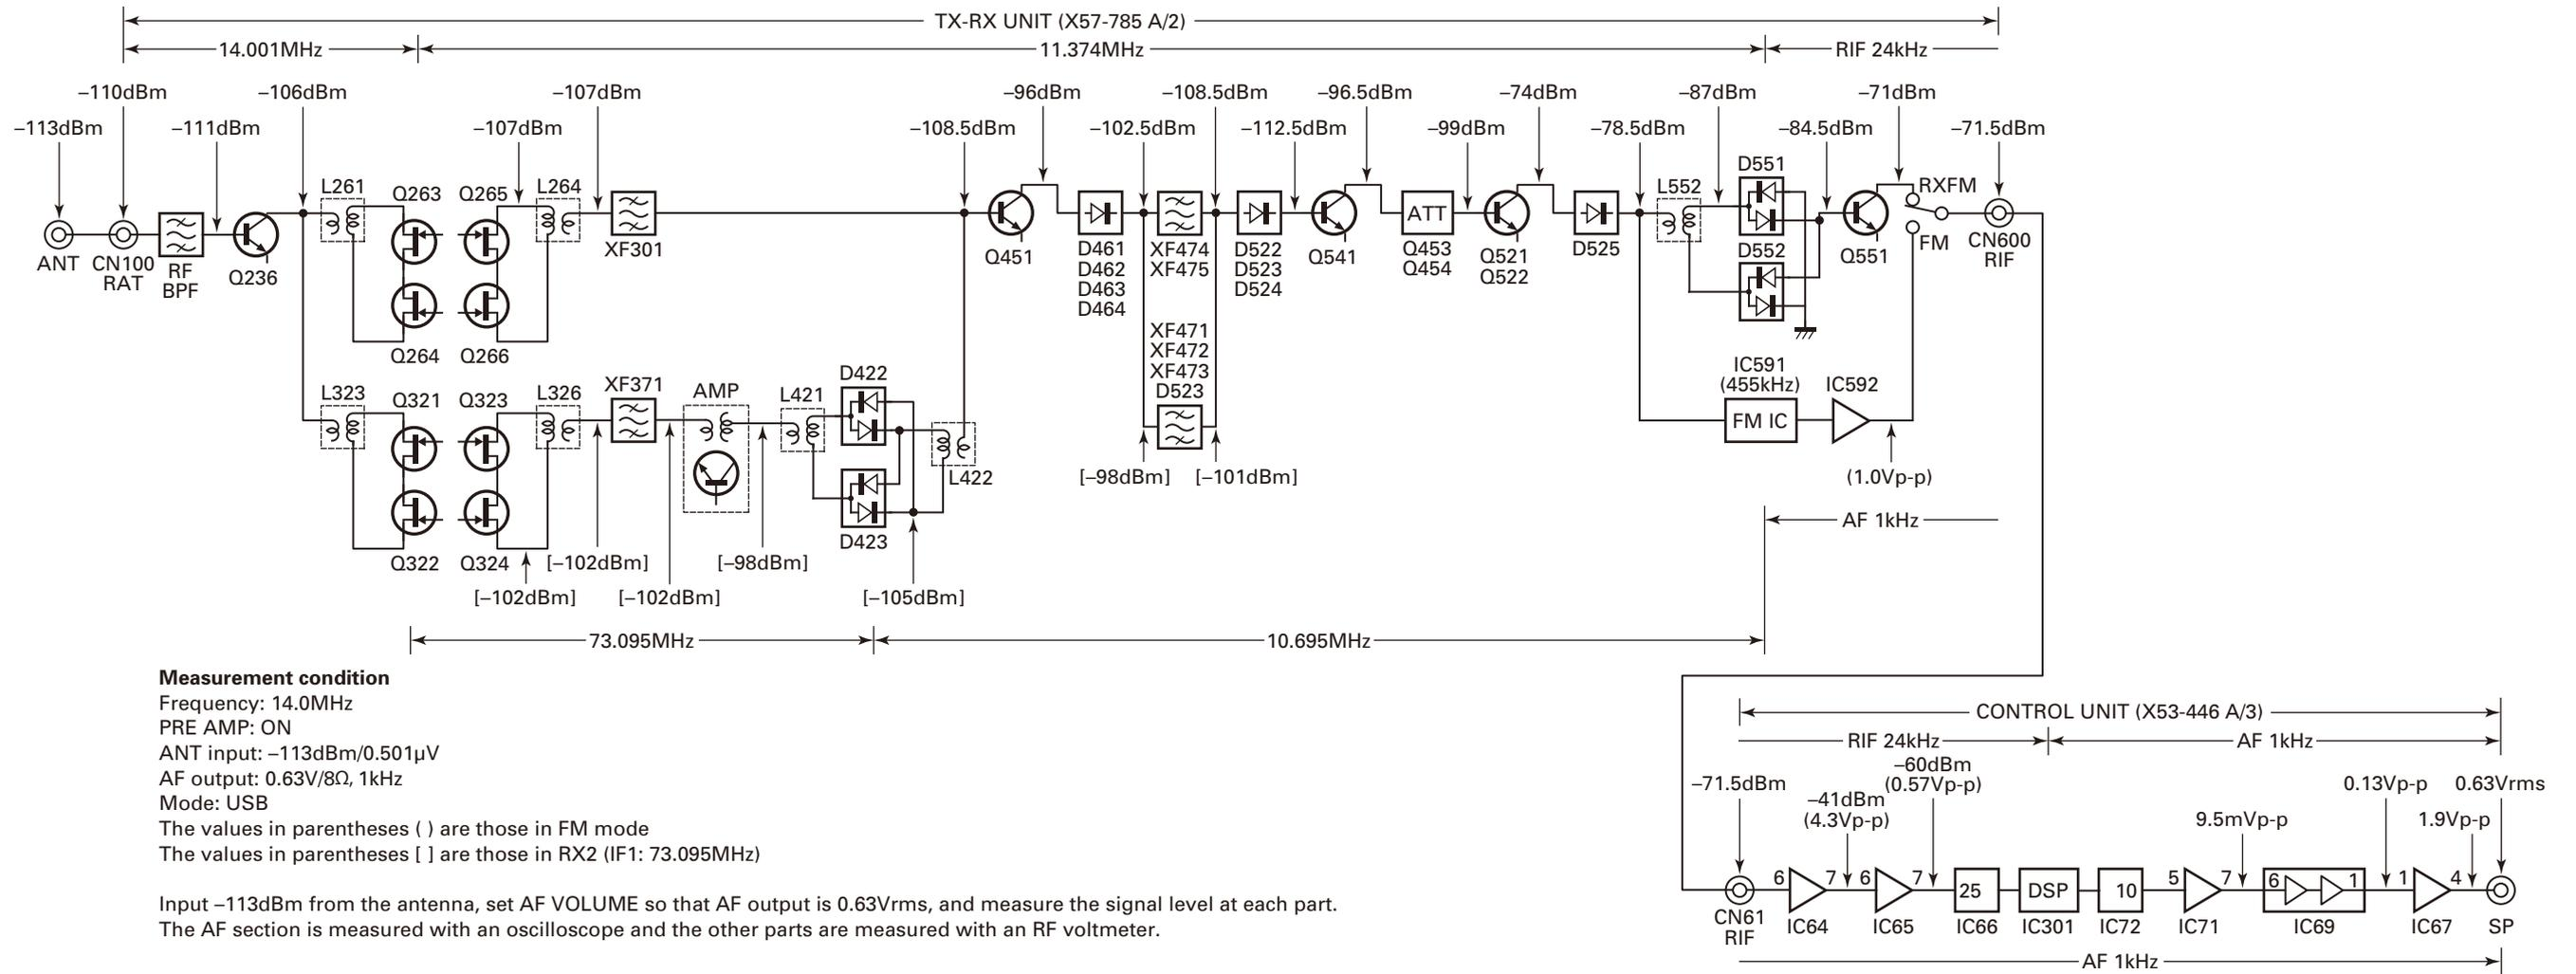 TX-RX UNIT (X57-785 A/2)
14.001MHz
11.374MHz
RIF 24kHz
–110dBm
–106dBm
–107dBm
–96dBm
–108.5dBm
–96.5dBm
–74dBm
–87dBm
–71dBm
–113dBm
–111dBm
–107dBm
–108.5dBm
–102.5dBm
–112.5dBm
–99dBm
–78.5dBm
–84.5dBm
–71.5dBm
D551
L261
Q263
Q265
L264
L552
RXFM
ATT
ANT
CN100
RAT
RF
BPF
Q236
XF301
Q451
D461
D462
D463
D464
XF474
XF475
D522
D523
D524
Q541
Q453
Q454
Q521
Q522
D525
D552
Q551
FM
CN600
RIF
XF471
XF472
XF473
D523
Q264
Q266
L323
Q321
Q323
L326
XF371
AMP
L421
D422
IC591
(455kHz)
IC592
FM IC
[–98dBm]
[–101dBm]
(1.0Vp-p)
L422
AF 1kHz
D423
Q322
Q324
[–102dBm]
[–98dBm]
[–102dBm]
[–102dBm]
[–105dBm]
73.095MHz
10.695MHz
Measurement condition
Frequency: 14.0MHz
PRE AMP: ON
ANT input: –113dBm/0.501µV
AF output: 0.63V/8Ω, 1kHz
Mode: USB
The values in parentheses ( ) are those in FM mode
The values in parentheses [ ] are those in RX2 (IF1: 73.095MHz)
Input –113dBm from the antenna, set AF VOLUME so that AF output is 0.63Vrms, and measure the signal level at each part.
The AF section is measured with an oscilloscope and the other parts are measured with an RF voltmeter.
CONTROL UNIT (X53-446 A/3)
RIF 24kHz
AF 1kHz
–71.5dBm
–41dBm
(4.3Vp-p)
–60dBm
(0.57Vp-p)
9.5mVp-p
0.13Vp-p
1.9Vp-p
0.63Vrms
6
7
6
7
25
DSP
10
5
7
6
1
1
4
CN61
RIF
IC64
IC65
IC66
IC301
IC72
IC71
IC69
IC67
SP
AF 1kHz